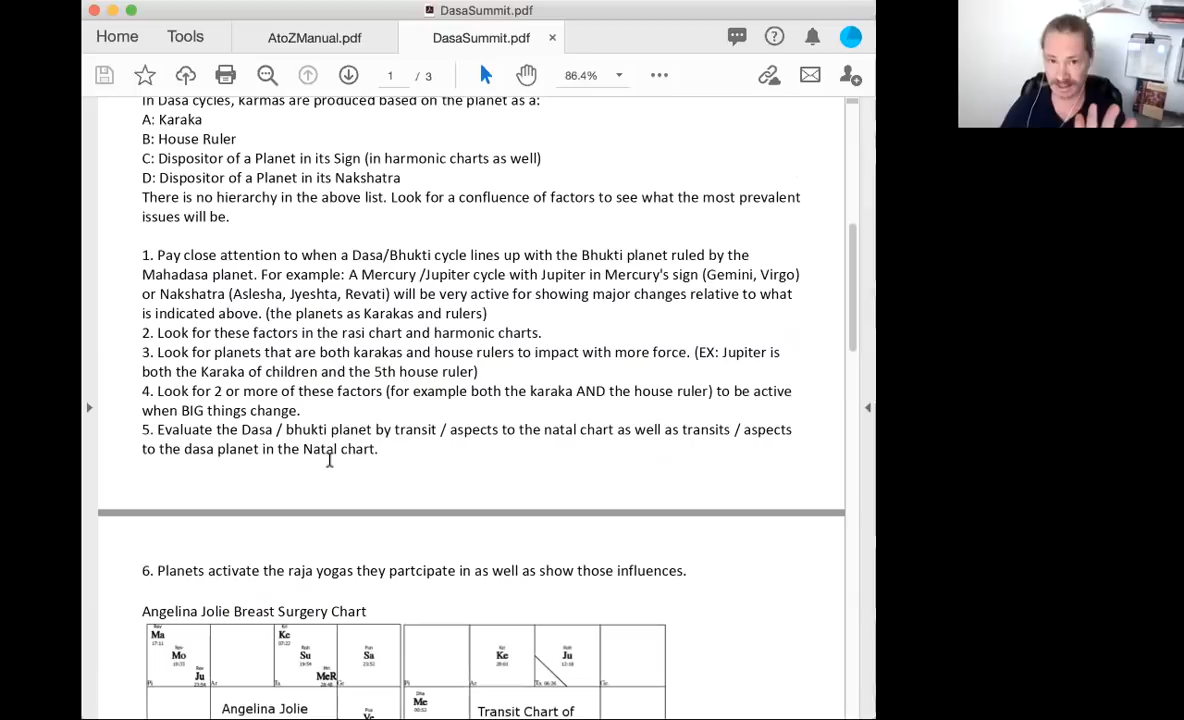 DasaSummit.pdf
Home
Tools
AtoZManual.pdf
DasaSummit.pdf
×
1 / 3
86.4%
In Dasa cycles, karmas are produced based on the planet as a:
A: Karaka
B: House Ruler
C: Dispositor of a Planet in its Sign (in harmonic charts as well)
D: Dispositor of a Planet in its Nakshatra
There is no hierarchy in the above list. Look for a confluence of factors to see what the most prevalent
issues will be.
1. Pay close attention to when a Dasa/Bhukti cycle lines up with the Bhukti planet ruled by the
Mahadasa planet. For example: A Mercury /Jupiter cycle with Jupiter in Mercury's sign (Gemini, Virgo)
or Nakshatra (Aslesha, Jyeshta, Revati) will be very active for showing major changes relative to what
is indicated above. (the planets as Karakas and rulers)
2. Look for these factors in the rasi chart and harmonic charts.
3. Look for planets that are both karakas and house rulers to impact with more force. (EX: Jupiter is
both the Karaka of children and the 5th house ruler)
4. Look for 2 or more of these factors (for example both the karaka AND the house ruler) to be active
when BIG things change.
5. Evaluate the Dasa / bhukti planet by transit / aspects to the natal chart as well as transits / aspects
to the dasa planet in the Natal chart.
6. Planets activate the raja yogas they partcipate in as well as show those influences.
Angelina Jolie Breast Surgery Chart
Ma
Ke
Mo
Su
Sa
Ke
Ju
Ju
MeR
Pi
Ar
Ta
Ge
Pi
Ar
Ta
Ge
Me
Angelina Jolie
Ve
Transit Chart of